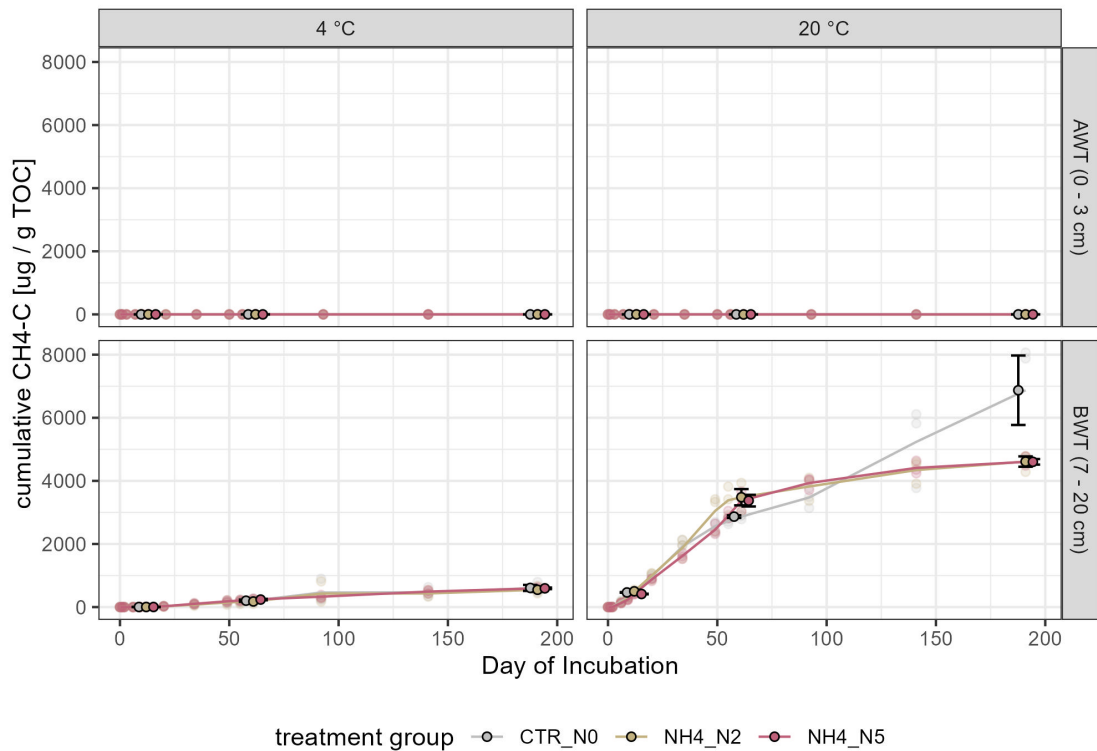 4 °C
20 °C
cumulative CH4-C [ug / g TOC]
8000
6000
4000
2000
0
AWT (0 - 3 cm)
8000
6000
4000
2000
0
BWT (7 - 20 cm)
0 50 100 150 200
0 50 100 150 200
Day of Incubation
treatment group CTR_N0 NH4_N2 NH4_N5